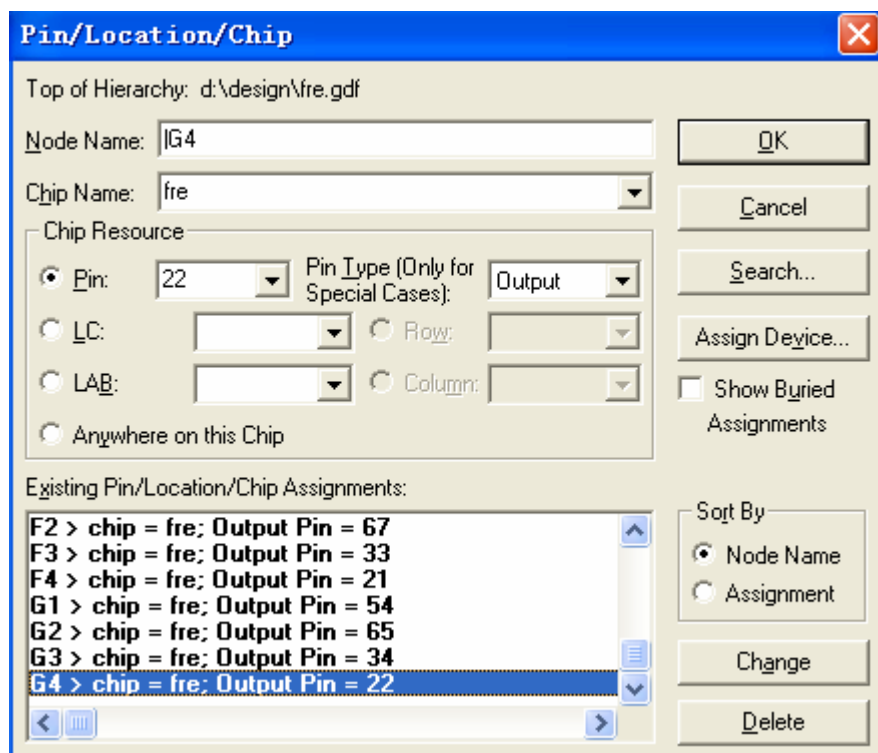 Pin/Location/Chip
Top of Hierarchy: d:\design\fre.gdf
Node Name: |G4
OK
Chip Name: fre
Cancel
Chip Resource
Pin: 22 Pin Type (Only for Special Cases): Output
Search...
LC: Row:
Assign Device...
LAB: Column:
Show Buried Assignments
Anywhere on this Chip
Existing Pin/Location/Chip Assignments:
F2 > chip = fre; Output Pin = 67
F3 > chip = fre; Output Pin = 33
F4 > chip = fre; Output Pin = 21
G1 > chip = fre; Output Pin = 54
G2 > chip = fre; Output Pin = 65
G3 > chip = fre; Output Pin = 34
G4 > chip = fre; Output Pin = 22
Sort By
Node Name
Assignment
Change
Delete